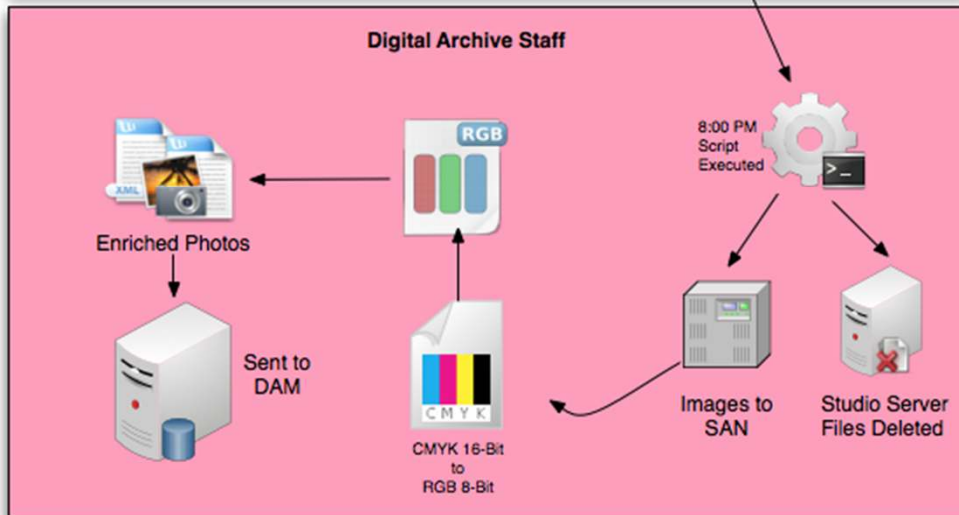 Digital Archive Staff
8:00 PM
Script
Executed
>_
RGB
W
W
XML
Enriched Photos
Sent to
DAM
CMYK
CMYK 16-Bit
to
RGB 8-Bit
Images to
SAN
Studio Server
Files Deleted